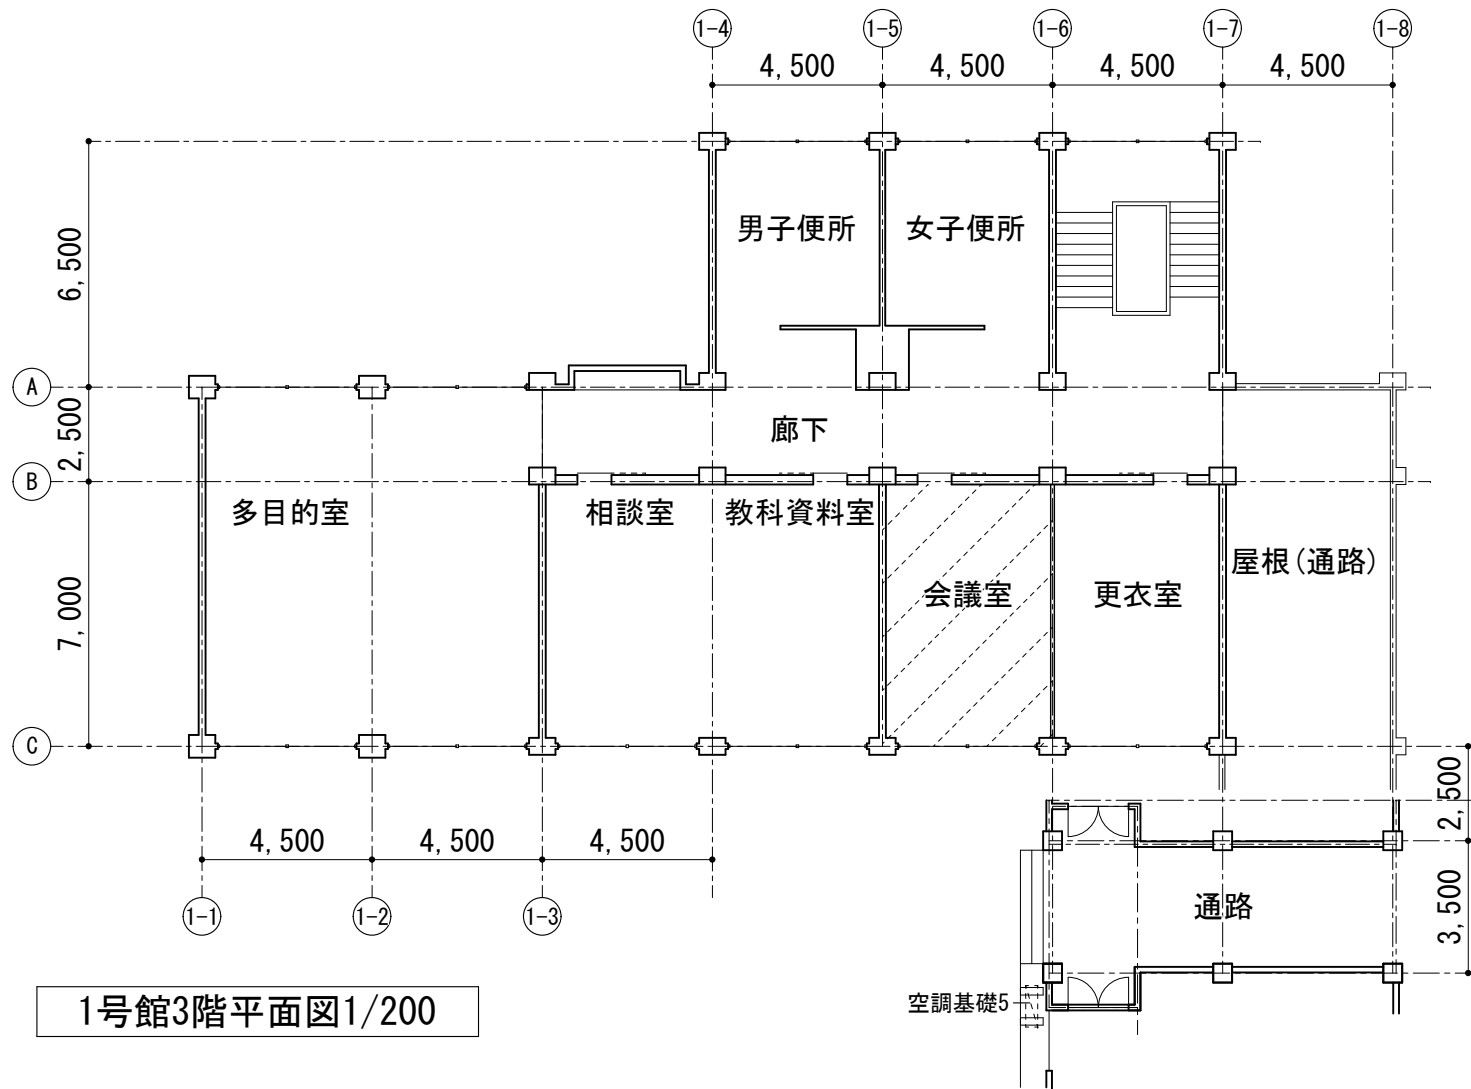 1-4
1-5
1-6
1-7
1-8
4,500
4,500
4,500
4,500
6,500
男子便所
女子便所
A
2,500
廊下
B
多目的室
相談室
教科資料室
屋根(通路)
7,000
会議室
更衣室
C
2,500
4,500
4,500
4,500
3,500
通路
1-1
1-2
1-3
空調基礎5
1号館3階平面図1/200